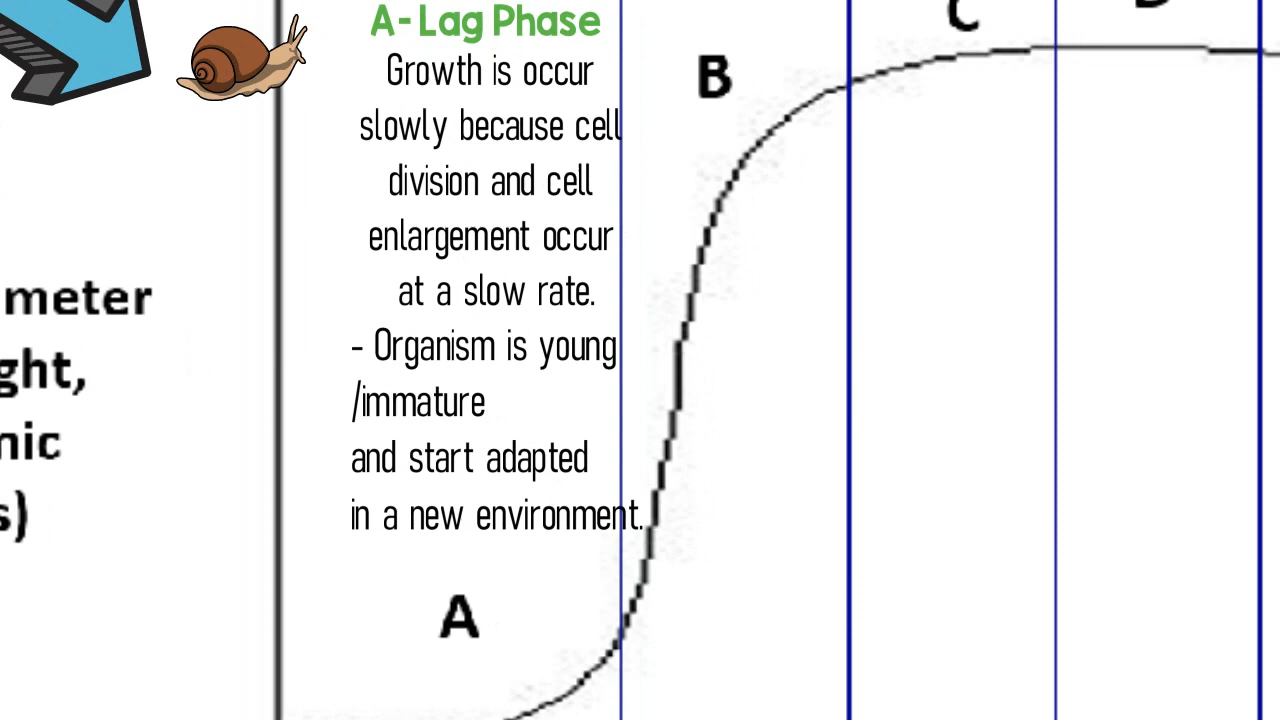 A- Lag Phase
Growth is occur
slowly because cell
division and cell
enlargement occur
at a slow rate.
- Organism is young
/immature
and start adapted
in a new environment.
A
B
C
meter
ght,
nic
s)